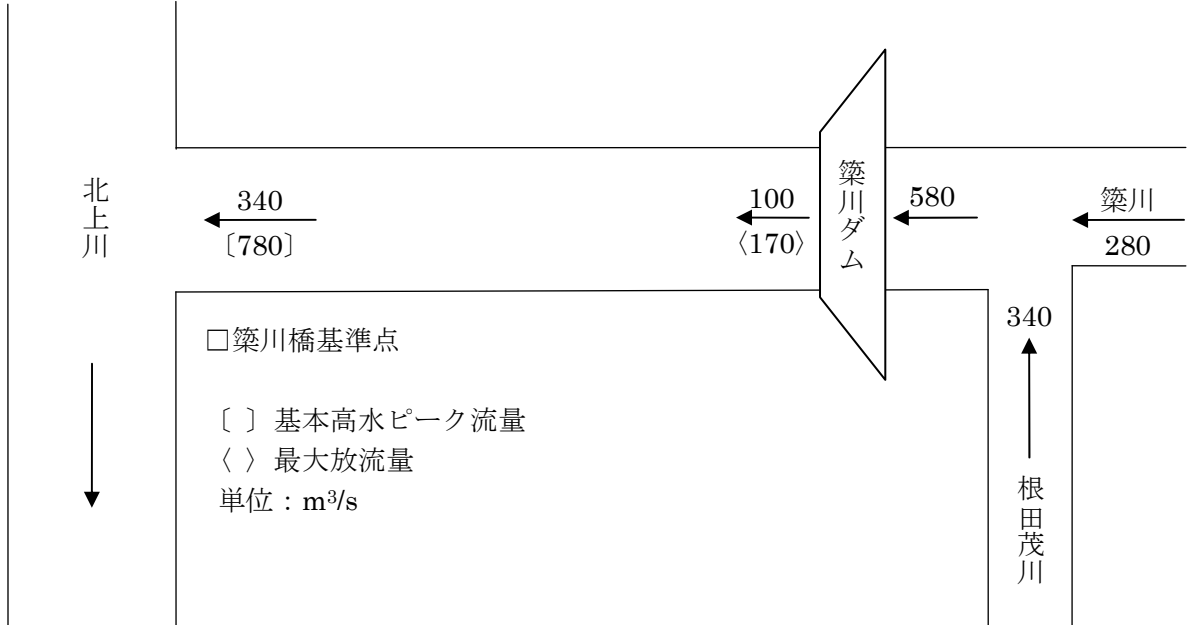 北上川
340
〔780〕
100
〈170〉
簗川ダム
580
簗川
280
340
根田茂川
□簗川橋基準点
〔 〕基本高水ピーク流量
〈 〉最大放流量
単位：m³/s